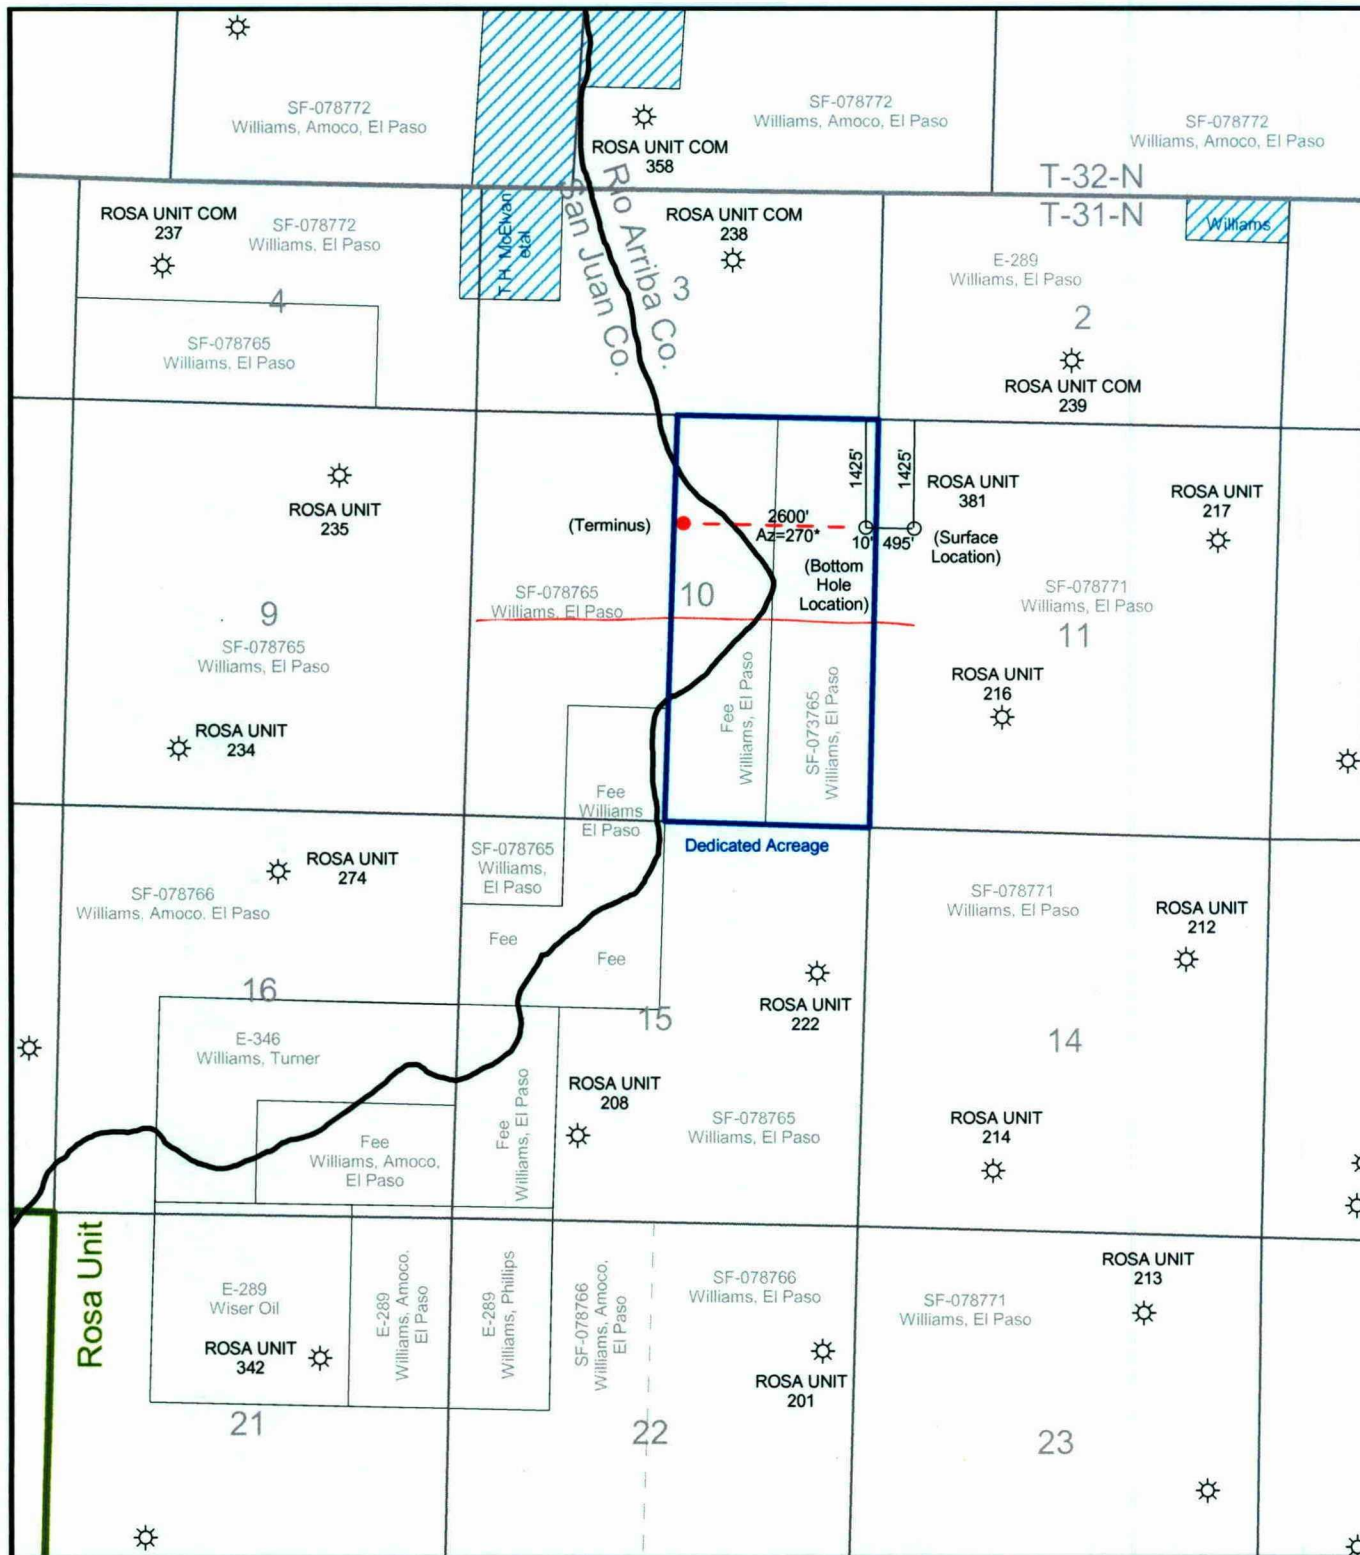 SF-078772
Williams, Amoco, El Paso
SF-078772
Williams, Amoco, El Paso
SF-078772
Williams, Amoco, El Paso
ROSA UNIT COM
358
T-32-N
T-31-N
Rio Arriba Co.
San Juan Co.
ROSA UNIT COM
237
SF-078772
Williams, El Paso
4
SF-078765
Williams, El Paso
T.H. McElvan
etal
ROSA UNIT COM
238
3
Williams
E-289
Williams, El Paso
2
ROSA UNIT COM
239
ROSA UNIT
235
9
SF-078765
Williams, El Paso
ROSA UNIT
234
(Terminus)
2600'
Az=270*
1425'
1425'
10'
495'
(Bottom
Hole
Location)
ROSA UNIT
381
(Surface
Location)
ROSA UNIT
217
SF-078765
Williams, El Paso
10
SF-078771
Williams, El Paso
11
ROSA UNIT
216
Fee
Williams, El Paso
SF-073765
Williams, El Paso
Dedicated Acreage
Fee
Williams
El Paso
SF-078765
Williams,
El Paso
Fee
Fee
ROSA UNIT
274
SF-078766
Williams, Amoco, El Paso
16
E-346
Williams, Turner
Fee
Williams, Amoco,
El Paso
Fee
Williams, El Paso
15
ROSA UNIT
222
ROSA UNIT
208
SF-078765
Williams, El Paso
SF-078771
Williams, El Paso
ROSA UNIT
212
14
ROSA UNIT
214
Rosa Unit
E-289
Wiser Oil
ROSA UNIT
342
21
E-289
Williams, Amoco,
El Paso
E-289
Williams, Phillips
SF-078766
Williams, Amoco,
El Paso
SF-078766
Williams, El Paso
ROSA UNIT
201
22
SF-078771
Williams, El Paso
ROSA UNIT
213
23